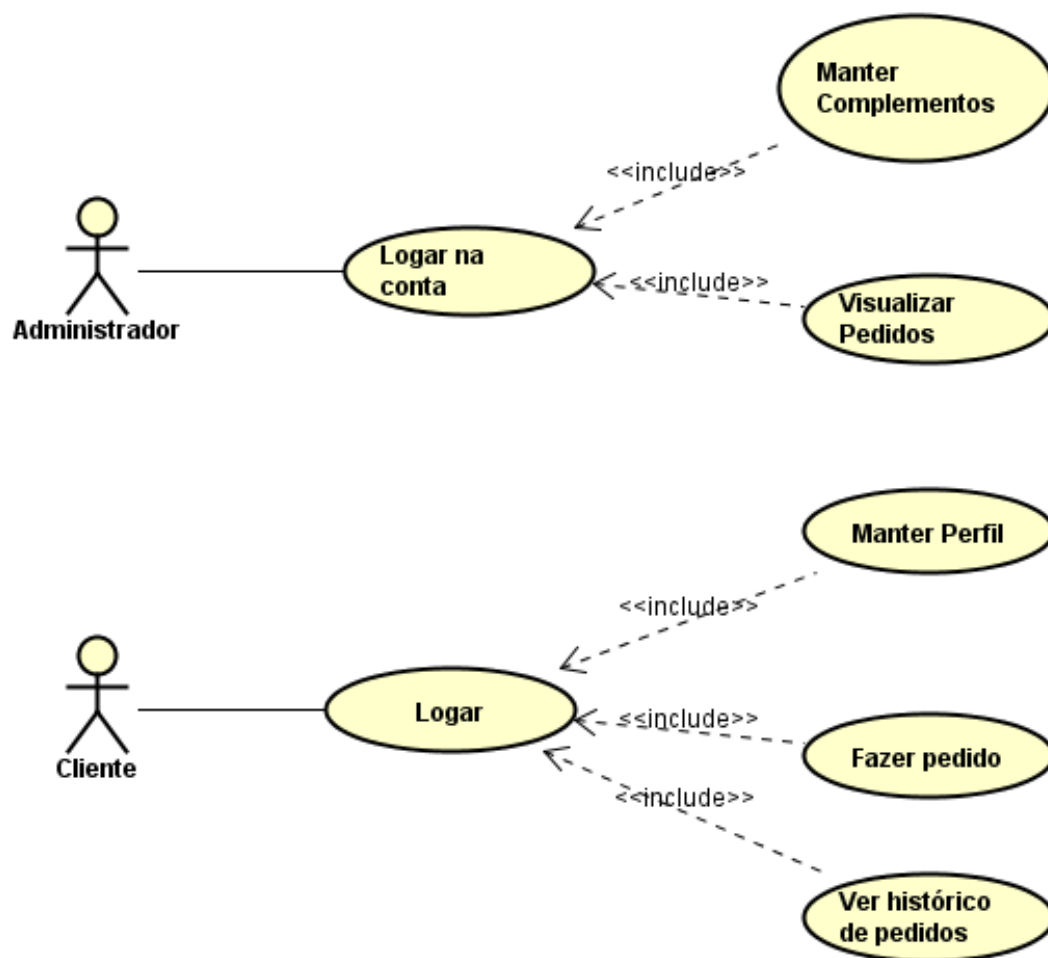 Manter
Complementos
<<include>>
Logar na
conta
<<include>>
Visualizar
Pedidos
Administrador
Manter Perfil
<<include>>
Logar
<<include>>
Fazer pedido
Cliente
<<include>>
Ver histórico
de pedidos